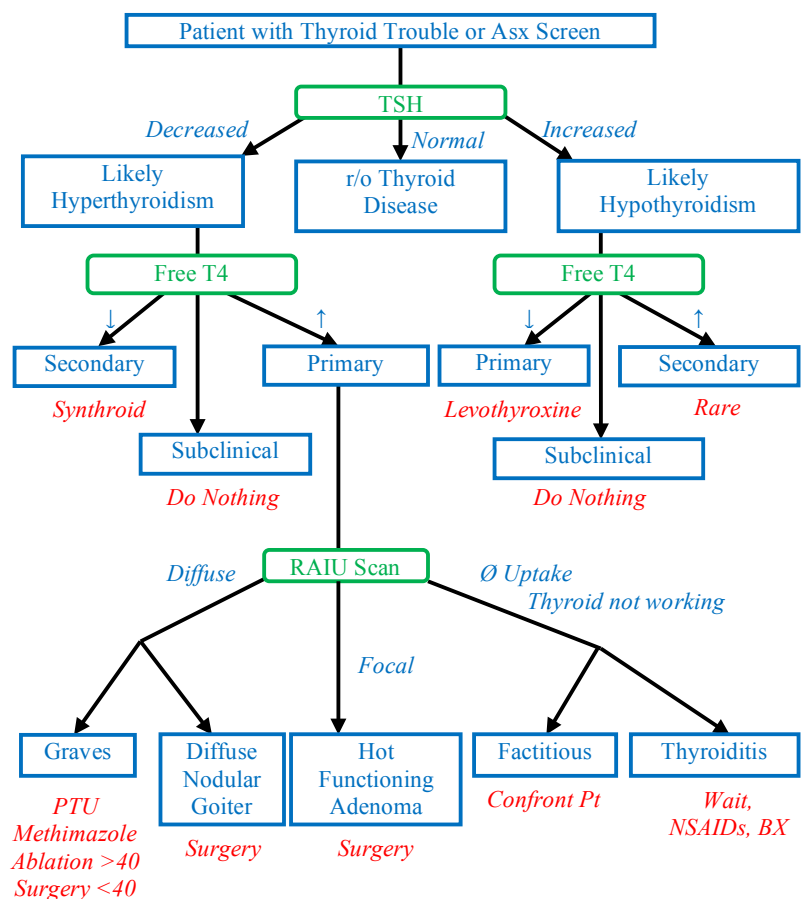 Patient with Thyroid Trouble or Asx Screen
TSH
Decreased
Normal
Increased
Likely
Hyperthyroidism
r/o Thyroid
Disease
Likely
Hypothyroidism
Free T4
Free T4
↓
↑
↓
↑
Secondary
Primary
Primary
Secondary
Synthroid
Levothyroxine
Rare
Subclinical
Subclinical
Do Nothing
Do Nothing
RAIU Scan
Diffuse
Ø Uptake
Thyroid not working
Focal
Graves
Diffuse
Nodular
Goiter
Hot
Functioning
Adenoma
Factitious
Thyroiditis
PTU
Methimazole
Ablation >40
Surgery <40
Surgery
Surgery
Confront Pt
Wait,
NSAIDs, BX